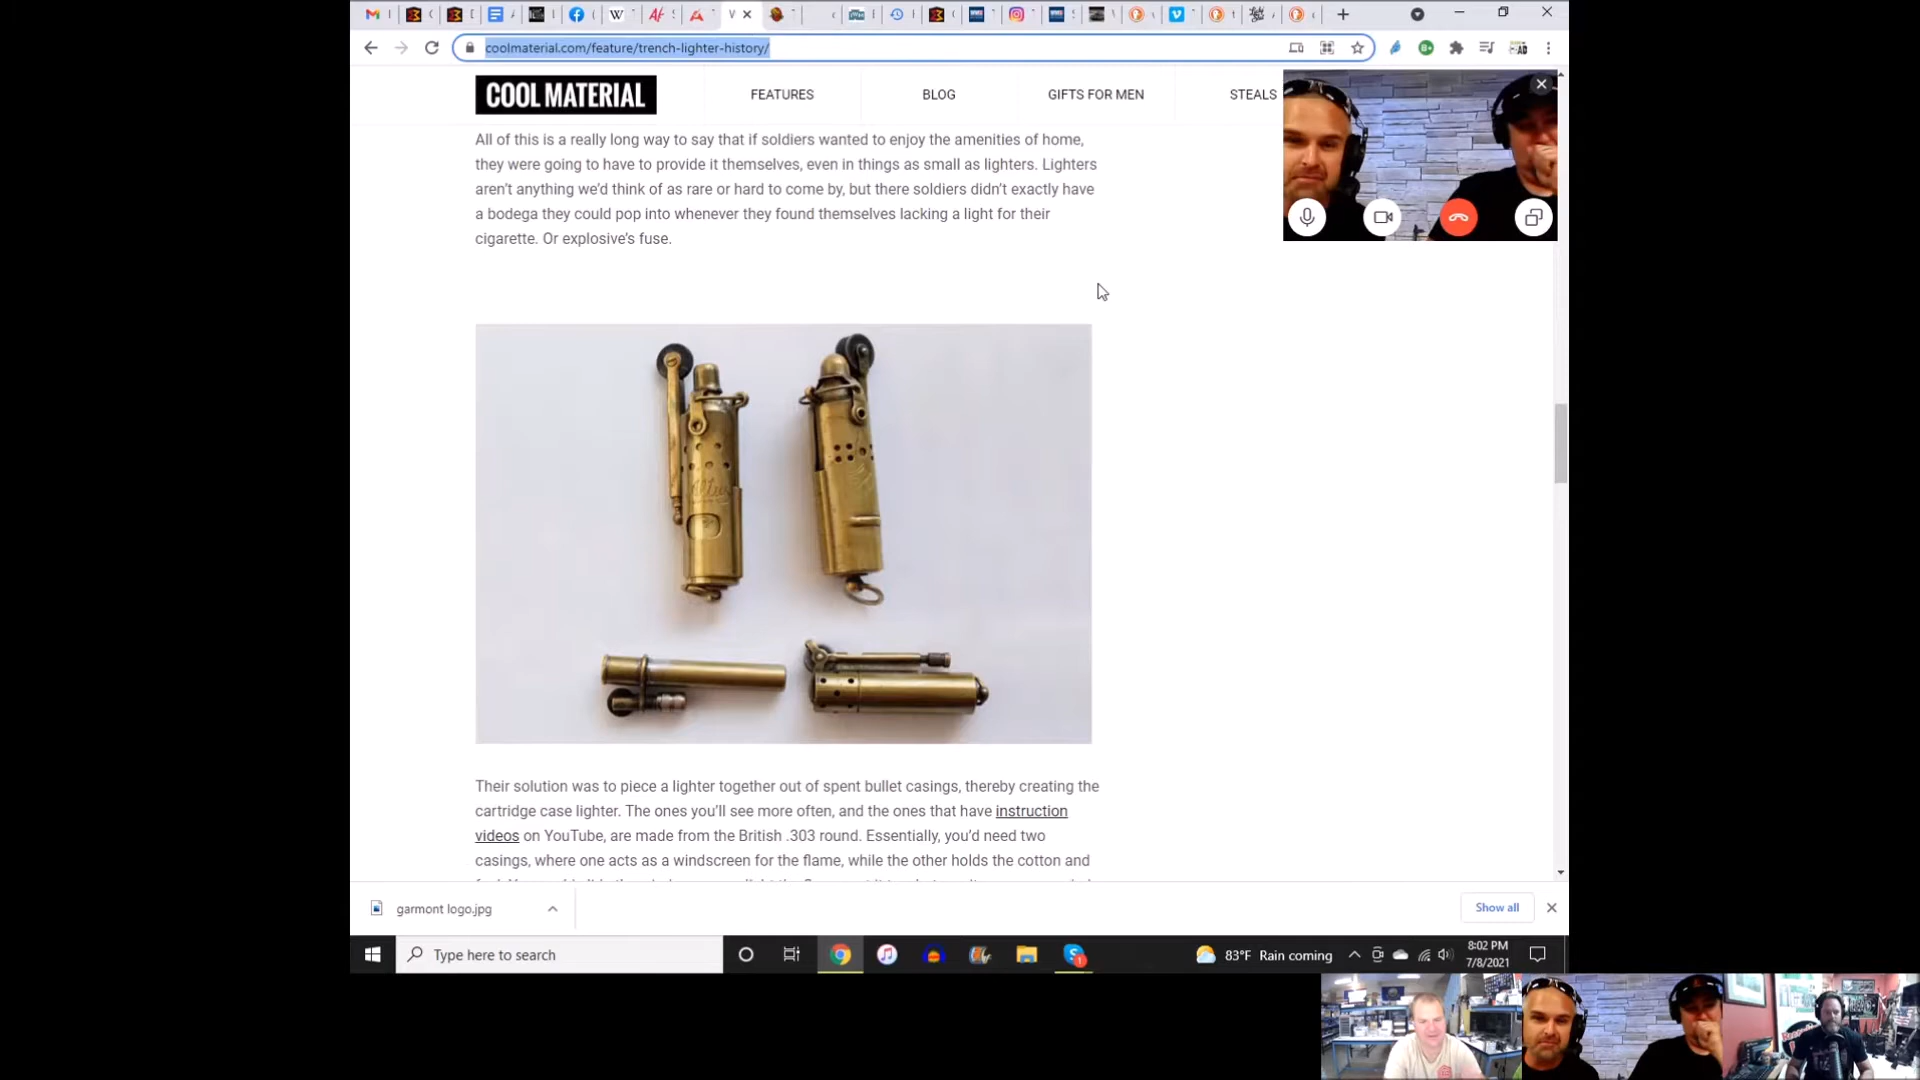 coolmaterial.com/feature/trench-lighter-history/
COOL MATERIAL
FEATURES
BLOG
GIFTS FOR MEN
STEALS
All of this is a really long way to say that if soldiers wanted to enjoy the amenities of home,
they were going to have to provide it themselves, even in things as small as lighters. Lighters
aren't anything we'd think of as rare or hard to come by, but there soldiers didn't exactly have
a bodega they could pop into whenever they found themselves lacking a light for their
cigarette. Or explosive's fuse.
Their solution was to piece a lighter together out of spent bullet casings, thereby creating the
cartridge case lighter. The ones you'll see more often, and the ones that have instruction
videos on YouTube, are made from the British .303 round. Essentially, you'd need two
casings, where one acts as a windscreen for the flame, while the other holds the cotton and
garmont logo.jpg
Show all
Type here to search
83°F Rain coming
8:02 PM
7/8/2021